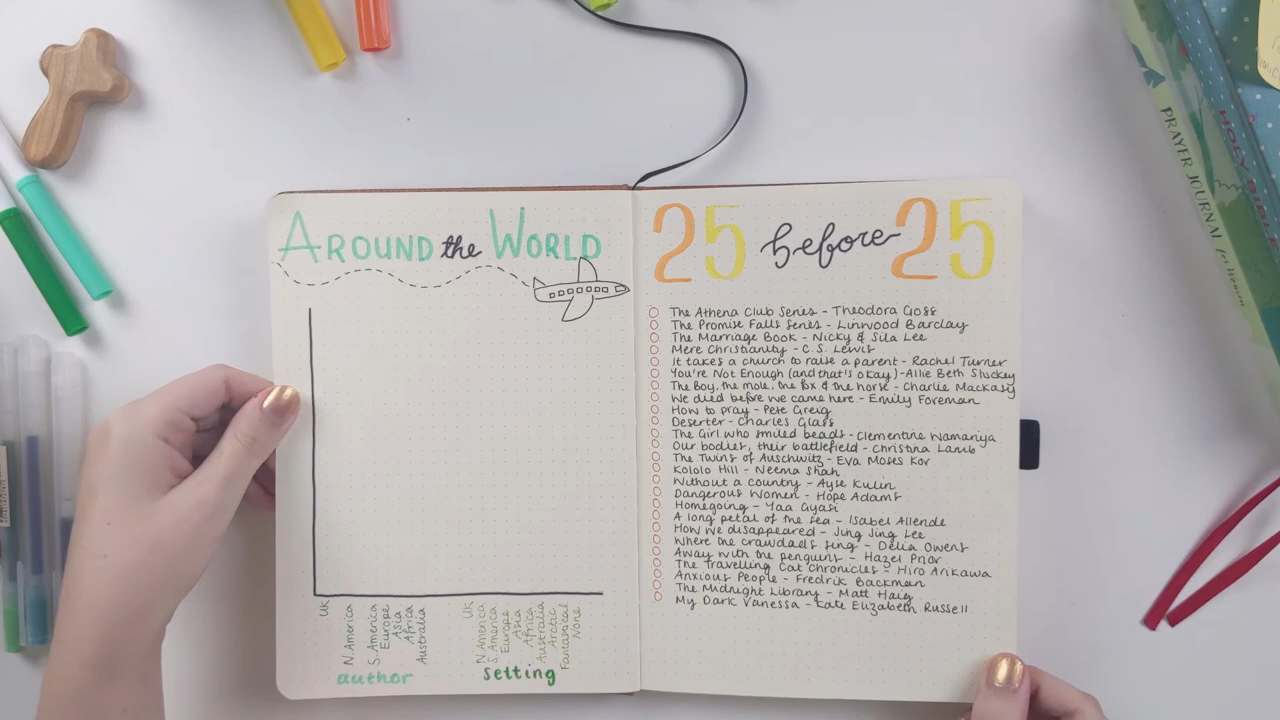 AROUND the WORLD
UK
N. America
S. America
Europe
Asia
Africa
Australia
author
UK
N America
S America
Europe
Asia
Africa
Australia
Arctic
Fantastical
None
setting
25 before 25
The Athena Club Series - Theodora Goss
The Promise Falls Series - Linwood Barclay
The Marriage Book - Nicky & Sila Lee
Mere Christianity - C.S. Lewis
It takes a church to raise a parent - Rachel Turner
You're Not Enough (and that's okay) - Allie Beth Stuckey
The Boy, the mole, the fox & the horse - Charlie Mackasy
We died before we came here - Emily Foreman
How to pray - Pete Greig
Deserter - Charles Glass
The Girl who smiled beads - Clementine Wamariya
Our bodies, their battlefield - Christina Lamb
The Twins of Auschwitz - Eva Moses Kor
Kololo Hill - Neema Shah
Without a country - Ayse Kulin
Dangerous Women - Hope Adams
Homegoing - Yaa Gyasi
A long petal of the sea - Isabel Allende
How we disappeared - Jing Jing Lee
Where the crawdads sing - Delia Owens
Away with the penguins - Hazel Prior
The Travelling Cat Chronicles - Hiro Arikawa
Anxious People - Fredrik Backman
The Midnight Library - Matt Haig
My Dark Vanessa - Kate Elizabeth Russell
PRAYER JOURNAL for Women
HOLY BIBLE